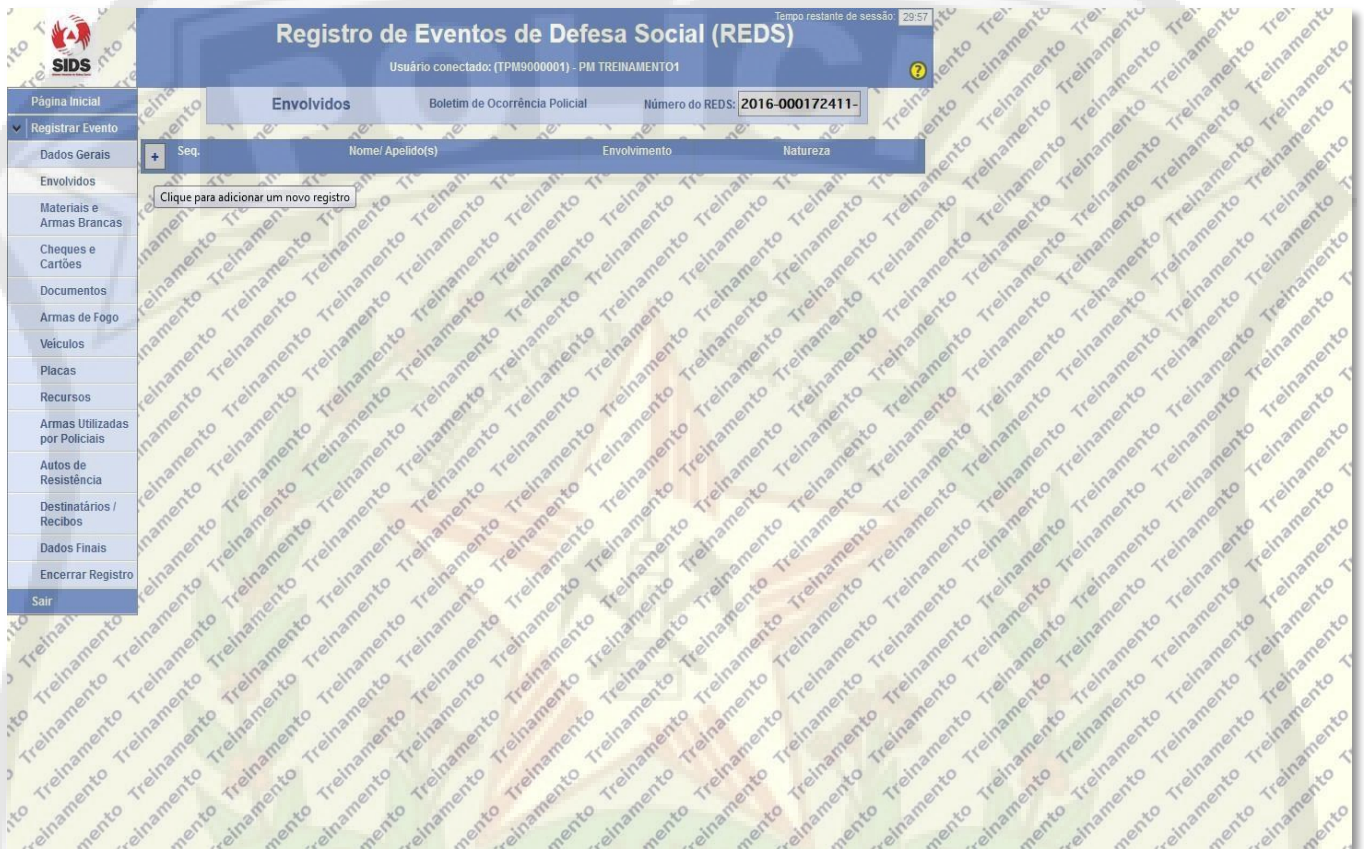 Tempo restante de sessão: 29:57
Registro de Eventos de Defesa Social (REDS)
SIDS
Usuário conectado: (TPM9000001) - PM TREINAMENTO1
?
Página Inicial
Envolvidos Boletim de Ocorrência Policial Número do REDS: 2016-000172411-
Registrar Evento
Dados Gerais
+ Seq. Nome/ Apelido(s) Envolvimento Natureza
Envolvidos
Clique para adicionar um novo registro
Materiais e
Armas Brancas
Cheques e
Cartões
Documentos
Armas de Fogo
Veículos
Placas
Recursos
Armas Utilizadas
por Policiais
Autos de
Resistência
Destinatários /
Recibos
Dados Finais
Encerrar Registro
Sair
POLICIA
Treinamento